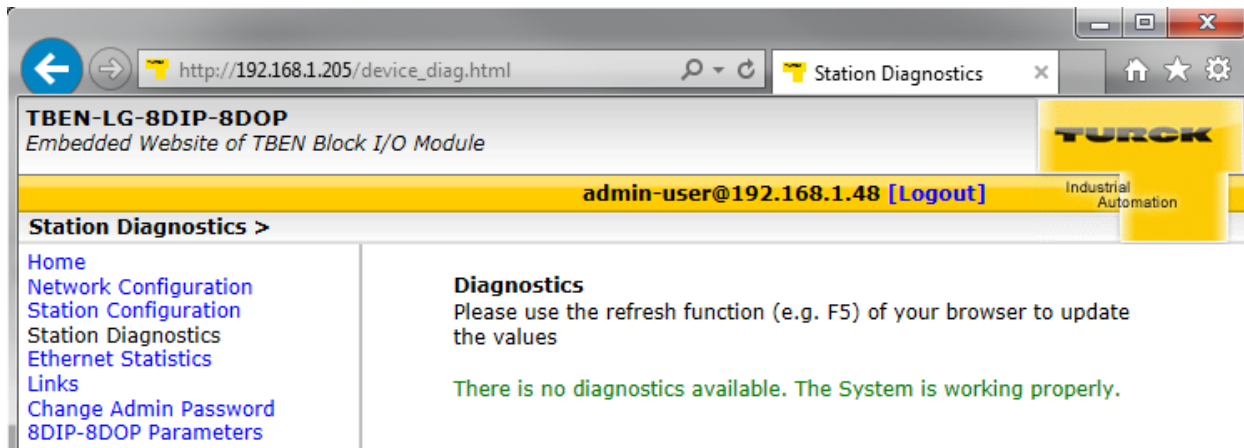 http://192.168.1.205/device_diag.html
Station Diagnostics
TBEN-LG-8DIP-8DOP
Embedded Website of TBEN Block I/O Module
TURCK
admin-user@192.168.1.48 [Logout]
Industrial
Automation
Station Diagnostics >
Home
Network Configuration
Station Configuration
Station Diagnostics
Ethernet Statistics
Links
Change Admin Password
8DIP-8DOP Parameters
Diagnostics
Please use the refresh function (e.g. F5) of your browser to update
the values
There is no diagnostics available. The System is working properly.